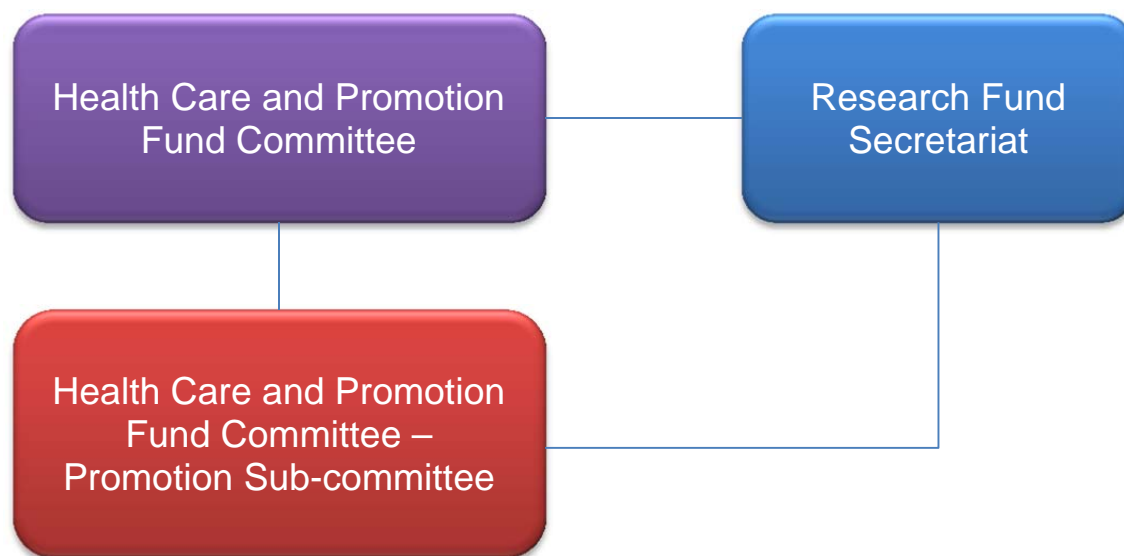 Health Care and Promotion
Fund Committee
Research Fund
Secretariat
Health Care and Promotion
Fund Committee –
Promotion Sub-committee